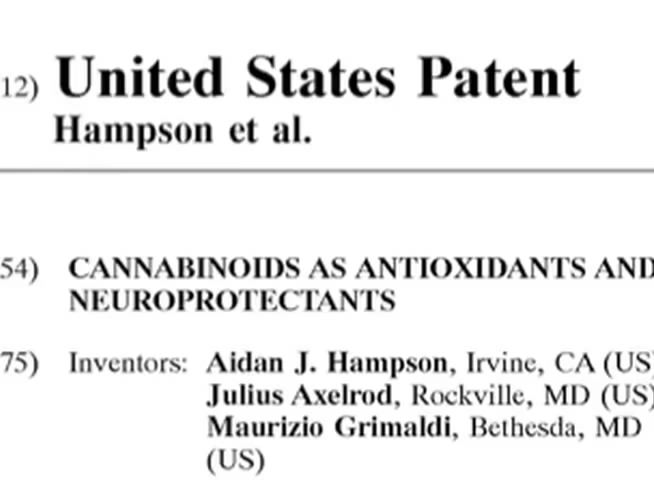 12) United States Patent
Hampson et al.
54) CANNABINOIDS AS ANTIOXIDANTS AND
NEUROPROTECTANTS
75) Inventors: Aidan J. Hampson, Irvine, CA (US)
Julius Axelrod, Rockville, MD (US)
Maurizio Grimaldi, Bethesda, MD
(US)